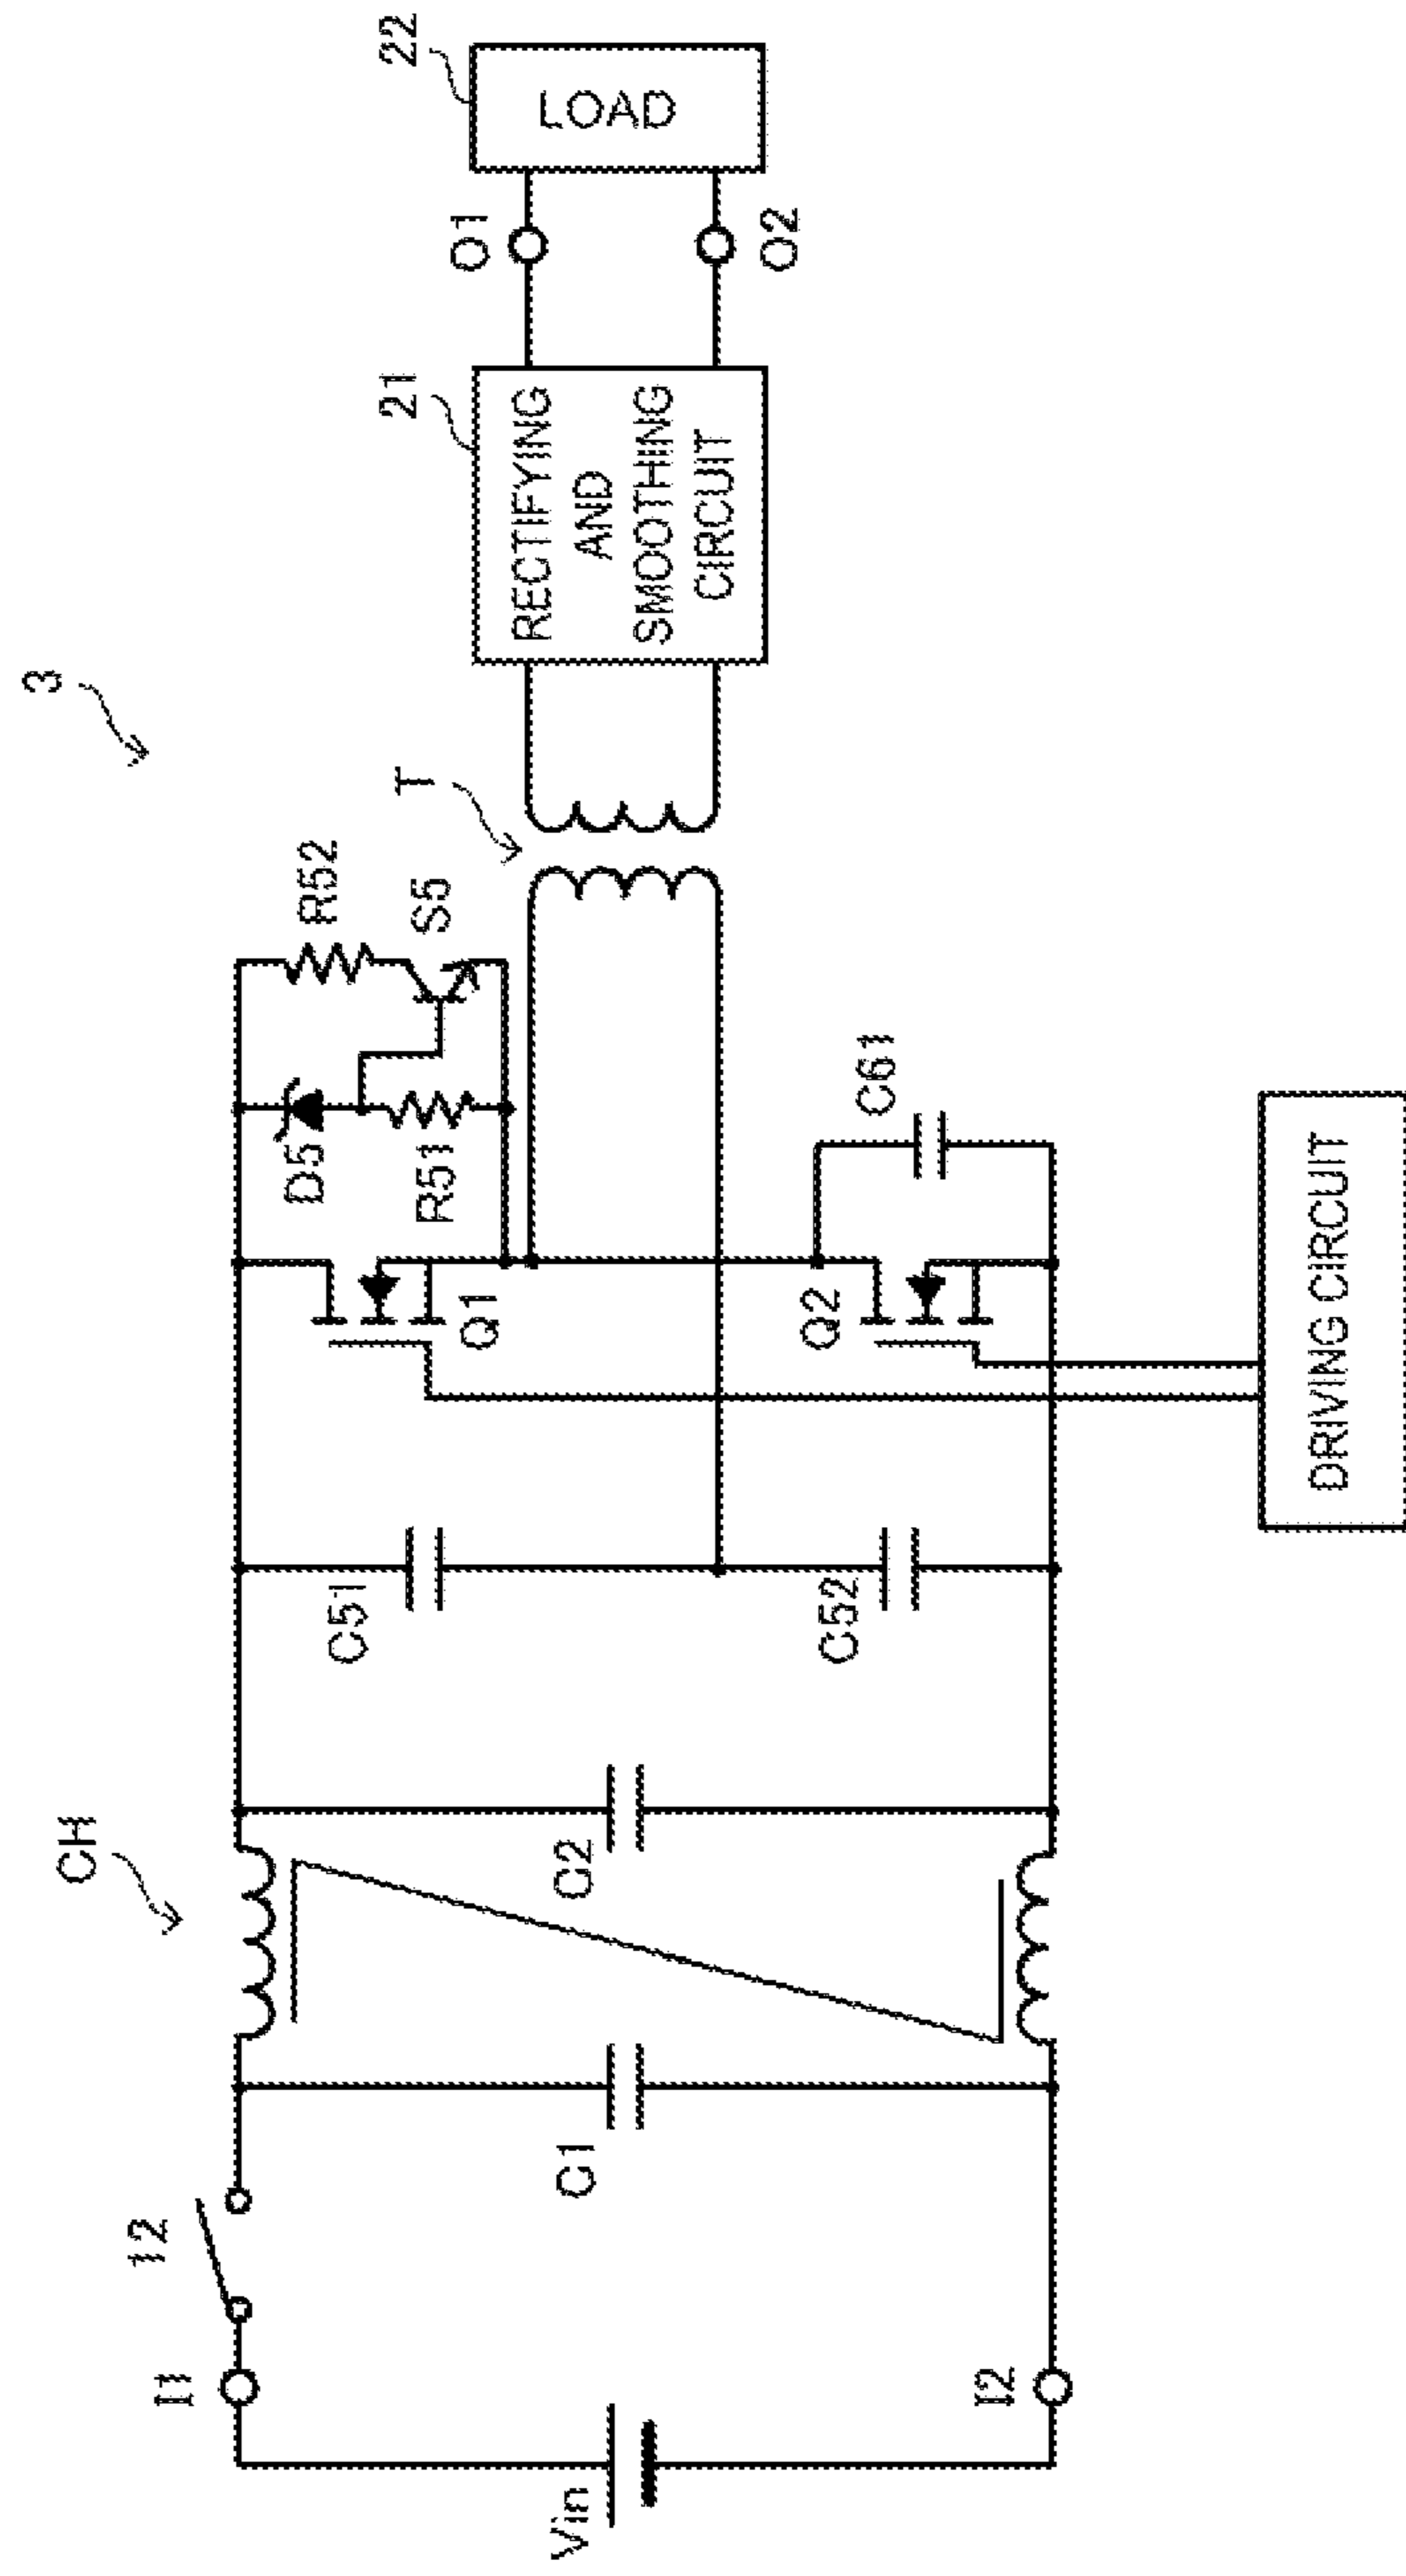 3
CH
12
I1
Vin
I2
C1
C2
C51
C52
Q1
Q2
D5
R51
R52
S5
C61
T
21
RECTIFYING
AND
SMOOTHING
CIRCUIT
O1
O2
22
LOAD
DRIVING CIRCUIT